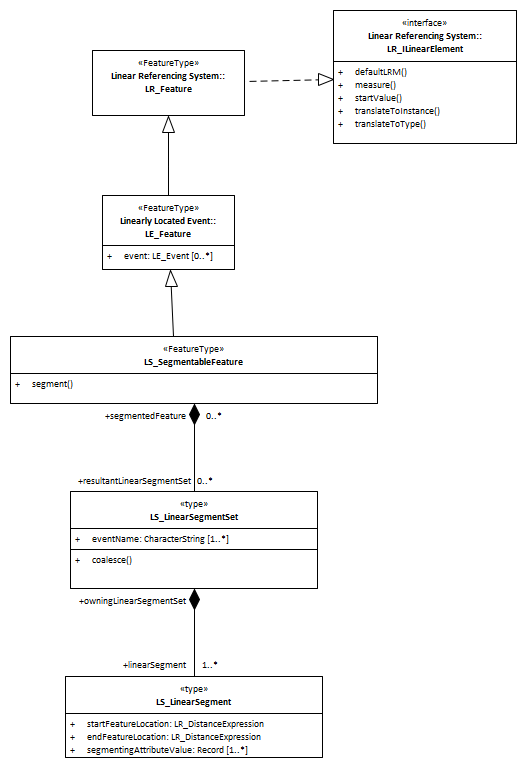 «interface»
Linear Referencing System::
LR_ILinearElement
+ defaultLRM()
+ measure()
+ startValue()
+ translateToInstance()
+ translateToType()
«FeatureType»
Linear Referencing System::
LR_Feature
«FeatureType»
Linearly Located Event::
LE_Feature
+ event: LE_Event [0..*]
«FeatureType»
LS_SegmentableFeature
+ segment()
+segmentedFeature 0..*
+resultantLinearSegmentSet 0..*
«type»
LS_LinearSegmentSet
+ eventName: CharacterString [1..*]
+ coalesce()
+owningLinearSegmentSet
+linearSegment 1..*
«type»
LS_LinearSegment
+ startFeatureLocation: LR_DistanceExpression
+ endFeatureLocation: LR_DistanceExpression
+ segmentingAttributeValue: Record [1..*]